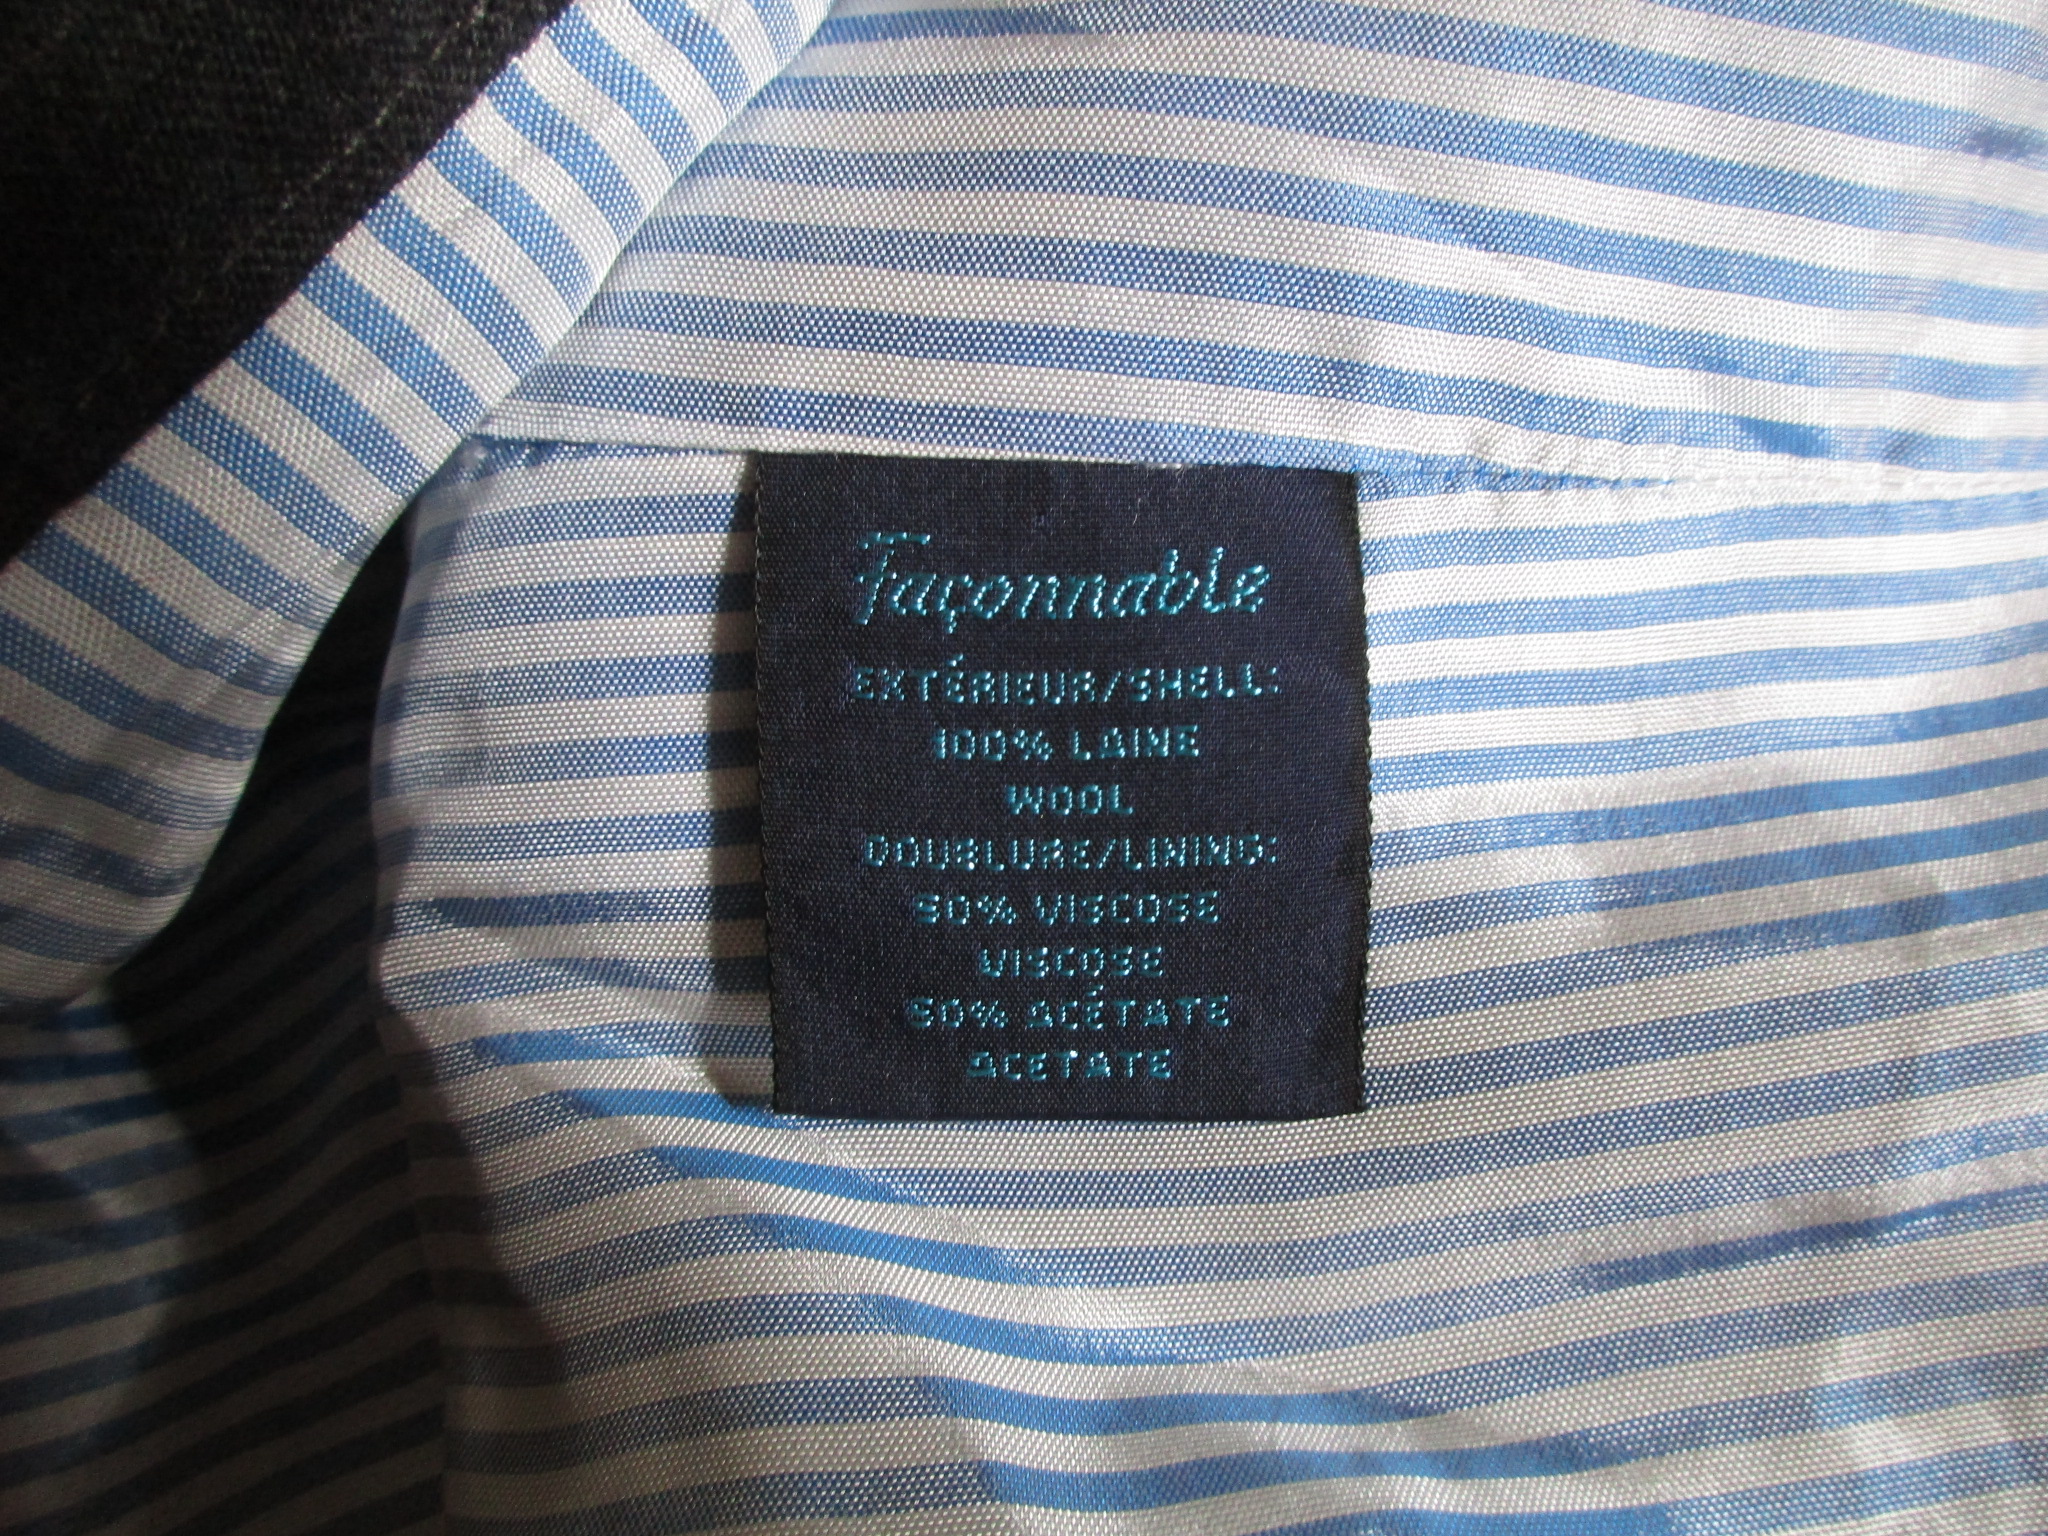 Façonnable
EXTÉRIEUR/SHELL:
100% LAINE
WOOL
DOUBLURE/LINING:
50% VISCOSE
VISCOSE
50% ACÉTATE
ACETATE